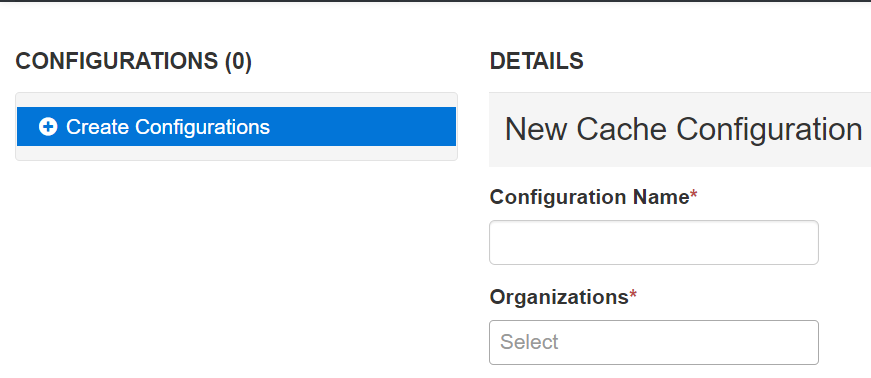 CONFIGURATIONS (0)
Create Configurations
DETAILS
New Cache Configuration
Configuration Name*
Organizations*
Select